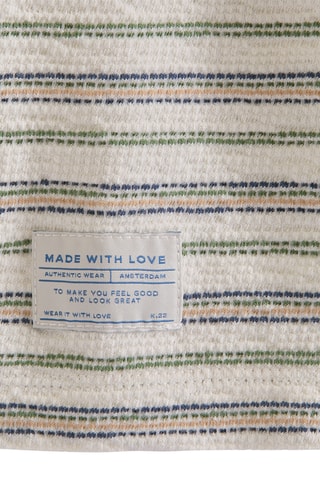 MADE WITH LOVE
AUTHENTIC WEAR AMSTERDAM
TO MAKE YOU FEEL GOOD
AND LOOK GREAT
WEAR IT WITH LOVE K.22